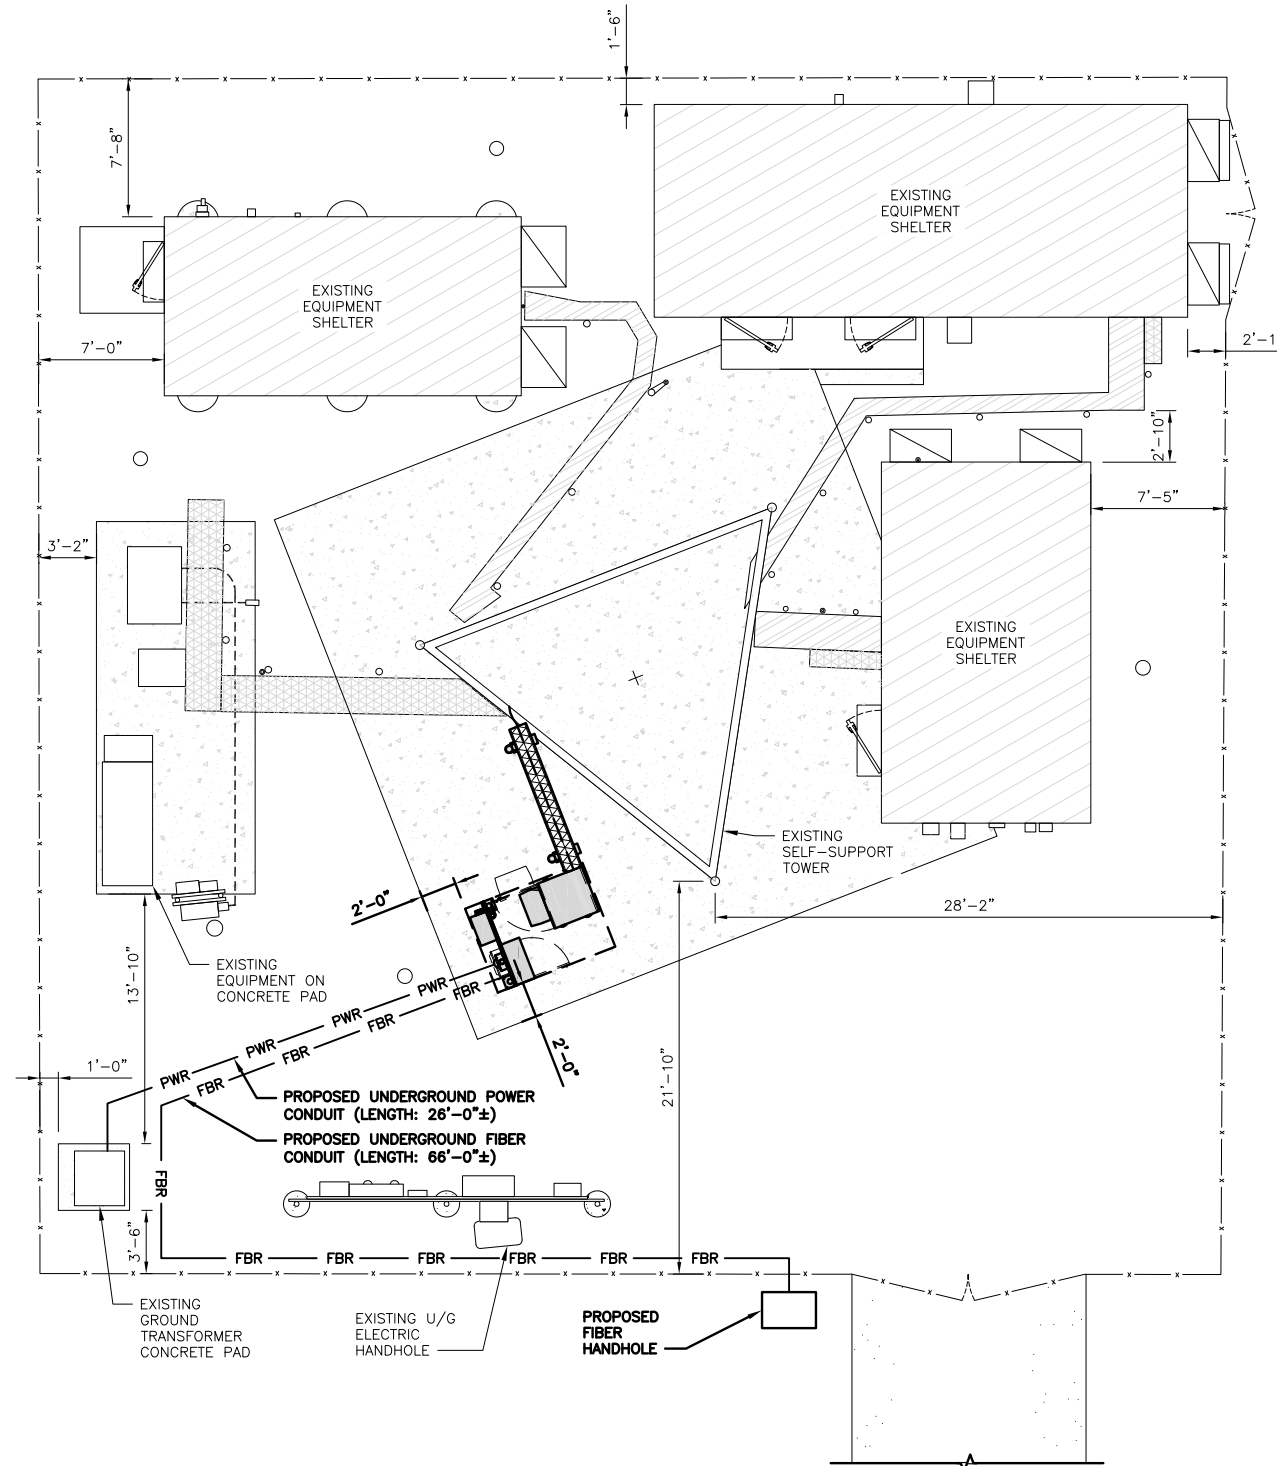 1'-6"
7'-8"
EXISTING
EQUIPMENT
SHELTER
EXISTING
EQUIPMENT
SHELTER
7'-0"
2'-1
2'-10"
7'-5"
3'-2"
EXISTING
EQUIPMENT
SHELTER
EXISTING
SELF-SUPPORT
TOWER
2'-0"
28'-2"
EXISTING
EQUIPMENT ON
CONCRETE PAD
13'-10"
PWR
PWR
PWR
PWR
FBR
FBR
FBR
FBR
2'-0"
21'-10"
1'-0"
PROPOSED UNDERGROUND POWER
CONDUIT (LENGTH: 26'-0"±)
PROPOSED UNDERGROUND FIBER
CONDUIT (LENGTH: 66'-0"±)
FBR
3'-6"
FBR
FBR
FBR
FBR
FBR
FBR
EXISTING
GROUND
TRANSFORMER
CONCRETE PAD
EXISTING U/G
ELECTRIC
HANDHOLE
PROPOSED
FIBER
HANDHOLE